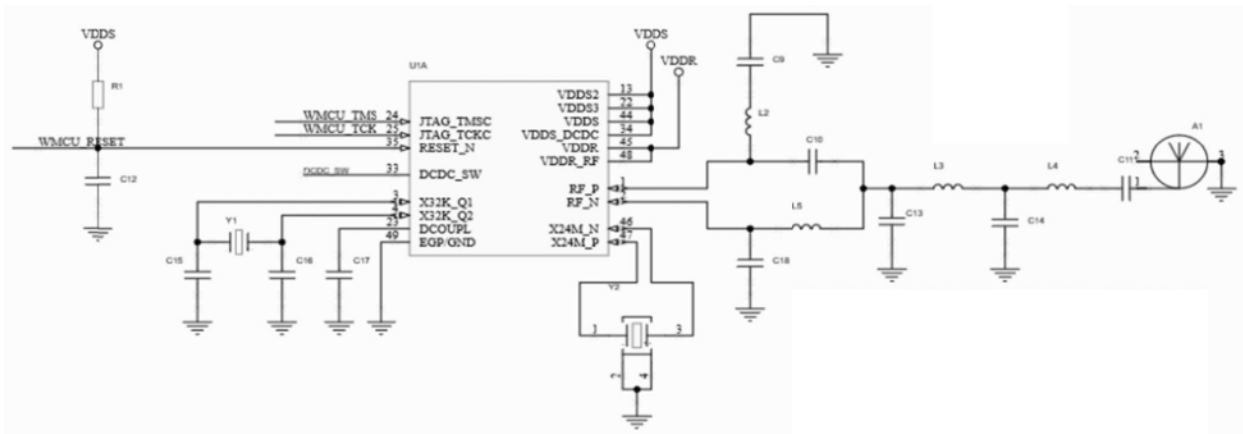 VDDS
VDDS
VDDR
R1
U1A
C9
L2
WMCU_TMS 24 JTAG_TMSC
WMCU_TCK 25 JTAG_TCKC
WMCU_RESET 35 RESET_N
C12
DCDC_SW 33 DCDC_SW
3 X32K_Q1
X32K_Q2
23 DCOUPL
49 EGP/GND
VDDS2 13
VDDS3 22
VDDS 44
VDDS_DCDC 34
VDDR 45
VDDR_RF 48
RF_P 1
RF_N
X24M_N 46
X24M_P 47
C10
L5
L3
L4
C11
A1
2
1
3
C13
C14
C18
Y1
C15
C16
C17
Y2
1
3
2
4